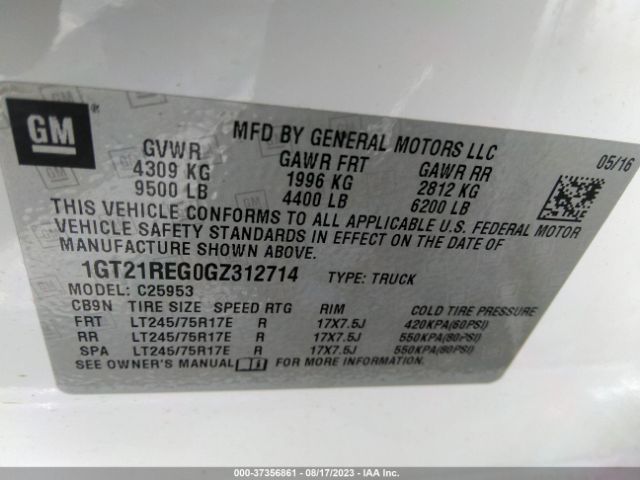 GM
MFD BY GENERAL MOTORS LLC
05/16
GVWR GAWR FRT GAWR RR
4309 KG 1996 KG 2812 KG
9500 LB 4400 LB 6200 LB
THIS VEHICLE CONFORMS TO ALL APPLICABLE U.S. FEDERAL MOTOR
VEHICLE SAFETY STANDARDS IN EFFECT ON THE DATE OF
MANUFACTURE SHOWN ABOVE.
1GT21REG0GZ312714 TYPE: TRUCK
MODEL: C25953
CB9N TIRE SIZE SPEED RTG RIM COLD TIRE PRESSURE
FRT LT245/75R17E R 17X7.5J 420KPA(60PSI)
RR LT245/75R17E R 17X7.5J 550KPA(80PSI)
SPA LT245/75R17E R 17X7.5J 550KPA(80PSI)
SEE OWNER'S MANUAL FOR MORE INFORMATION.
000-37356861 - 08/17/2023 - IAA Inc.